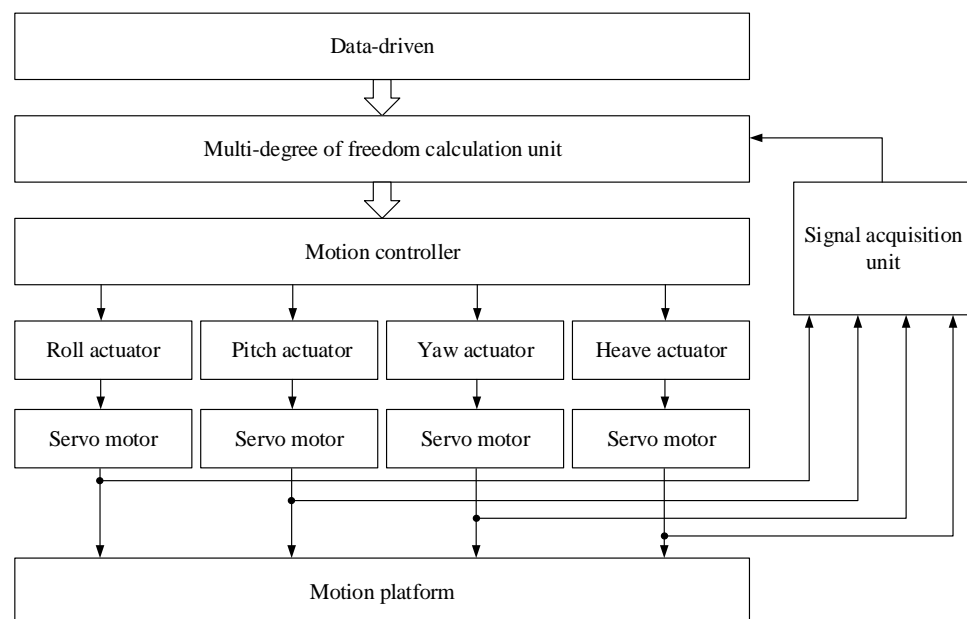 Data-driven
Multi-degree of freedom calculation unit
Signal acquisition
unit
Motion controller
Roll actuator
Pitch actuator
Yaw actuator
Heave actuator
Servo motor
Servo motor
Servo motor
Servo motor
Motion platform